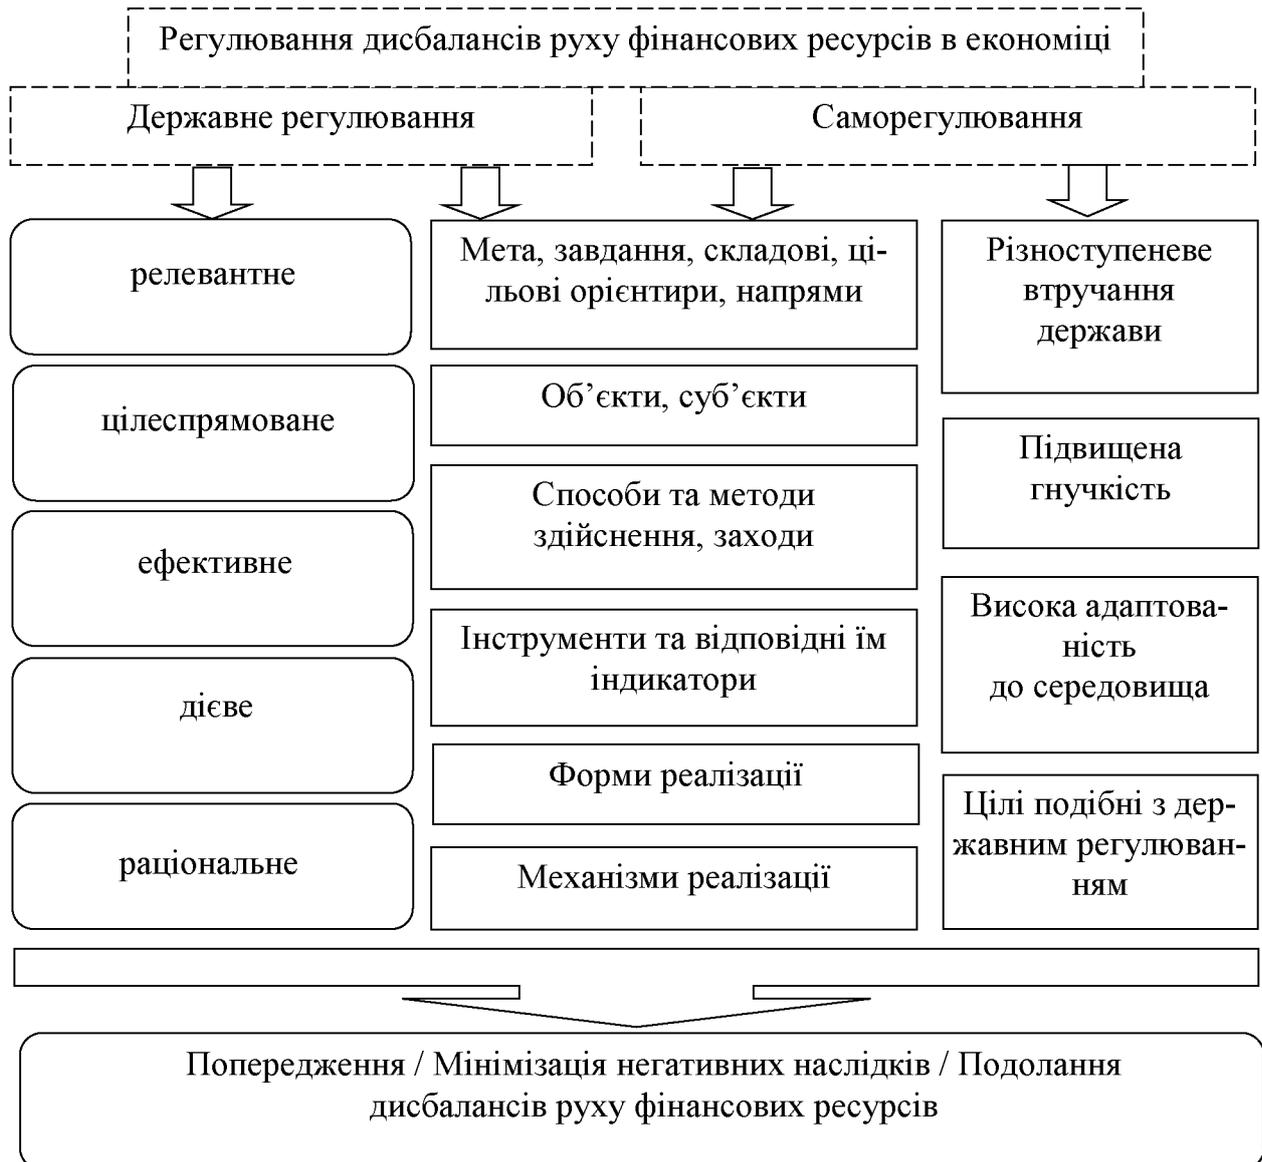 Регулювання дисбалансів руху фінансових ресурсів в економіці
Державне регулювання
Саморегулювання
релевантне
цілеспрямоване
ефективне
дієве
раціональне
Мета, завдання, складові, ці-
льові орієнтири, напрями
Об’єкти, суб’єкти
Способи та методи
здійснення, заходи
Інструменти та відповідні їм
індикатори
Форми реалізації
Механізми реалізації
Різноступеневе
втручання
держави
Підвищена
гнучкість
Висока адаптова-
ність
до середовища
Цілі подібні з дер-
жавним регулюван-
ням
Попередження / Мінімізація негативних наслідків / Подолання
дисбалансів руху фінансових ресурсів